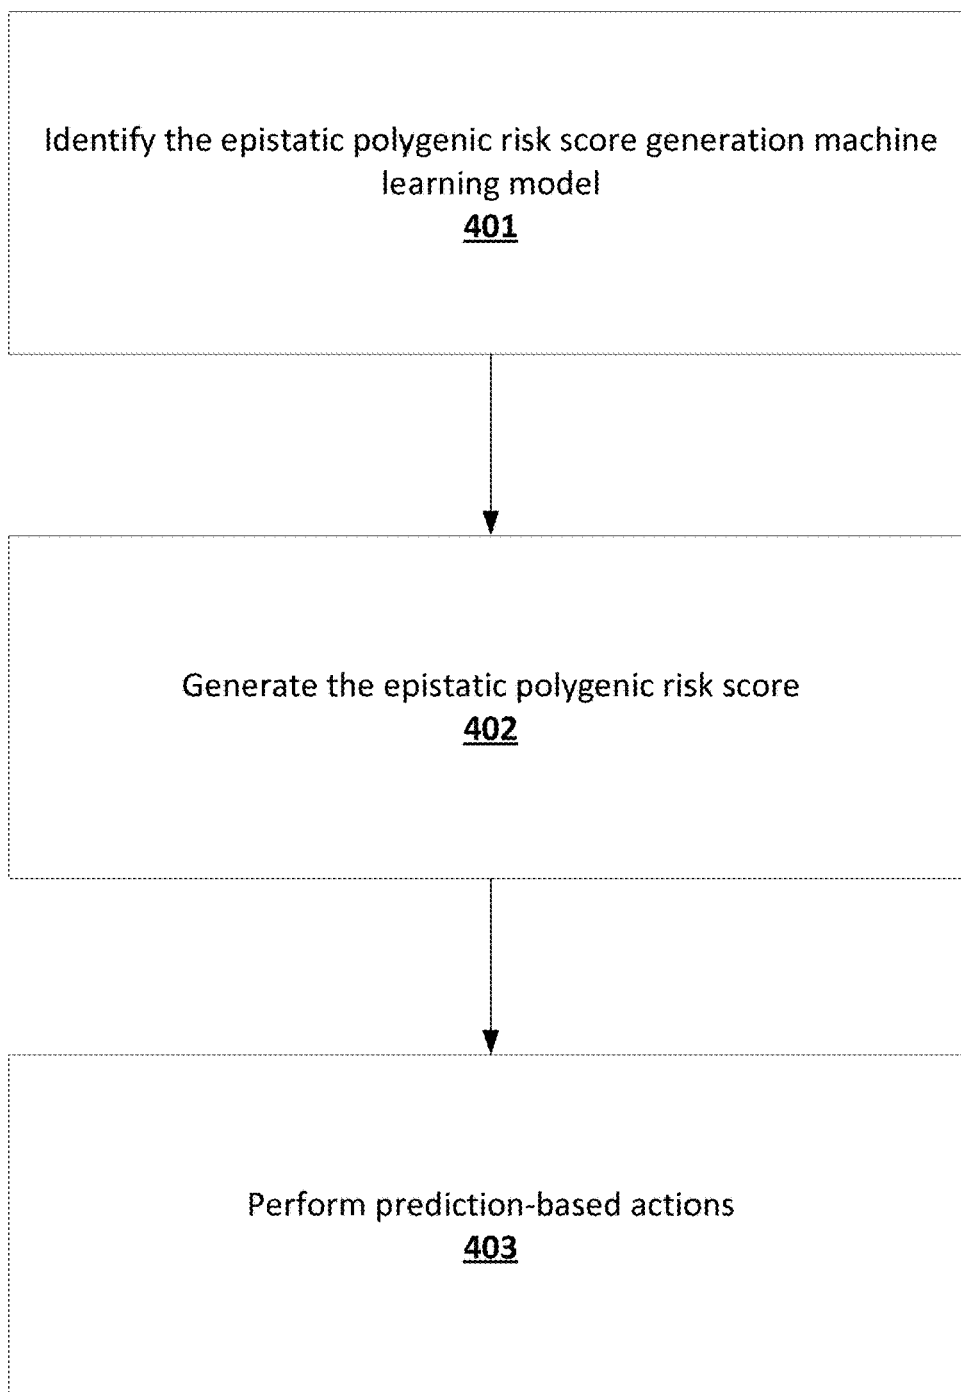 Identify the epistatic polygenic risk score generation machine
learning model
401
Generate the epistatic polygenic risk score
402
Perform prediction-based actions
403